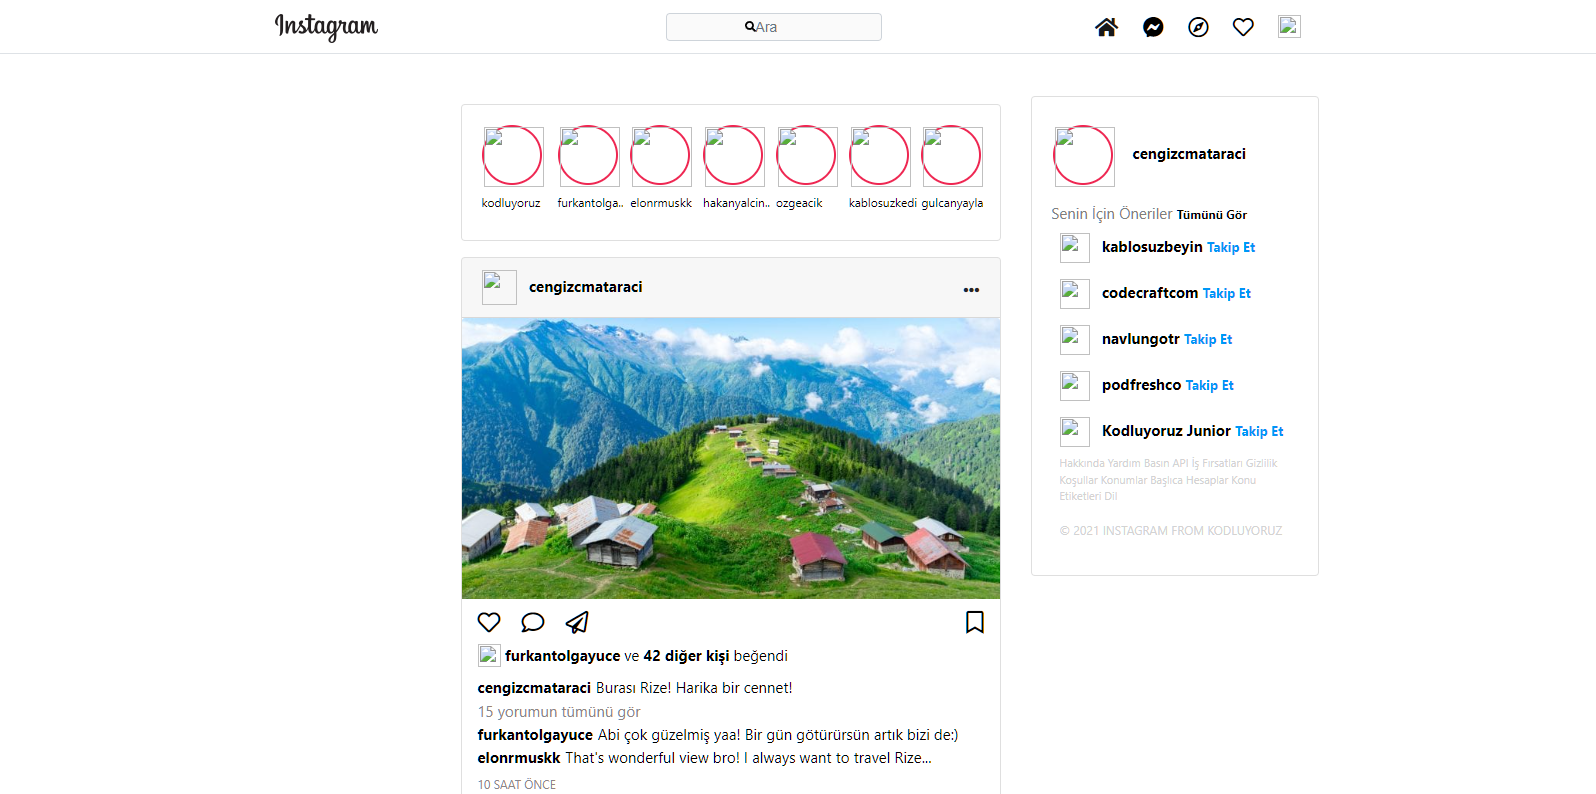 Instagram
Ara
kodluyoruz furkantolga.. elonrmuskk hakanyalcin.. ozgeacik kablosuzkedi gulcanyayla
cengizcmataraci
cengizcmataraci
Senin İçin Öneriler Tümünü Gör
kablosuzbeyin Takip Et
codecraftcom Takip Et
navlungotr Takip Et
podfreshco Takip Et
Kodluyoruz Junior Takip Et
Hakkında Yardım Basın API İş Fırsatları Gizlilik
Koşullar Konumlar Başlıca Hesaplar Konu
Etiketleri Dil
© 2021 INSTAGRAM FROM KODLUYORUZ
furkantolgayuce ve 42 diğer kişi beğendi
cengizcmataraci Burası Rize! Harika bir cennet!
15 yorumun tümünü gör
furkantolgayuce Abi çok güzelmiş yaa! Bir gün götürürsün artık bizi de:)
elonrmuskk That's wonderful view bro! I always want to travel Rize...
10 SAAT ÖNCE